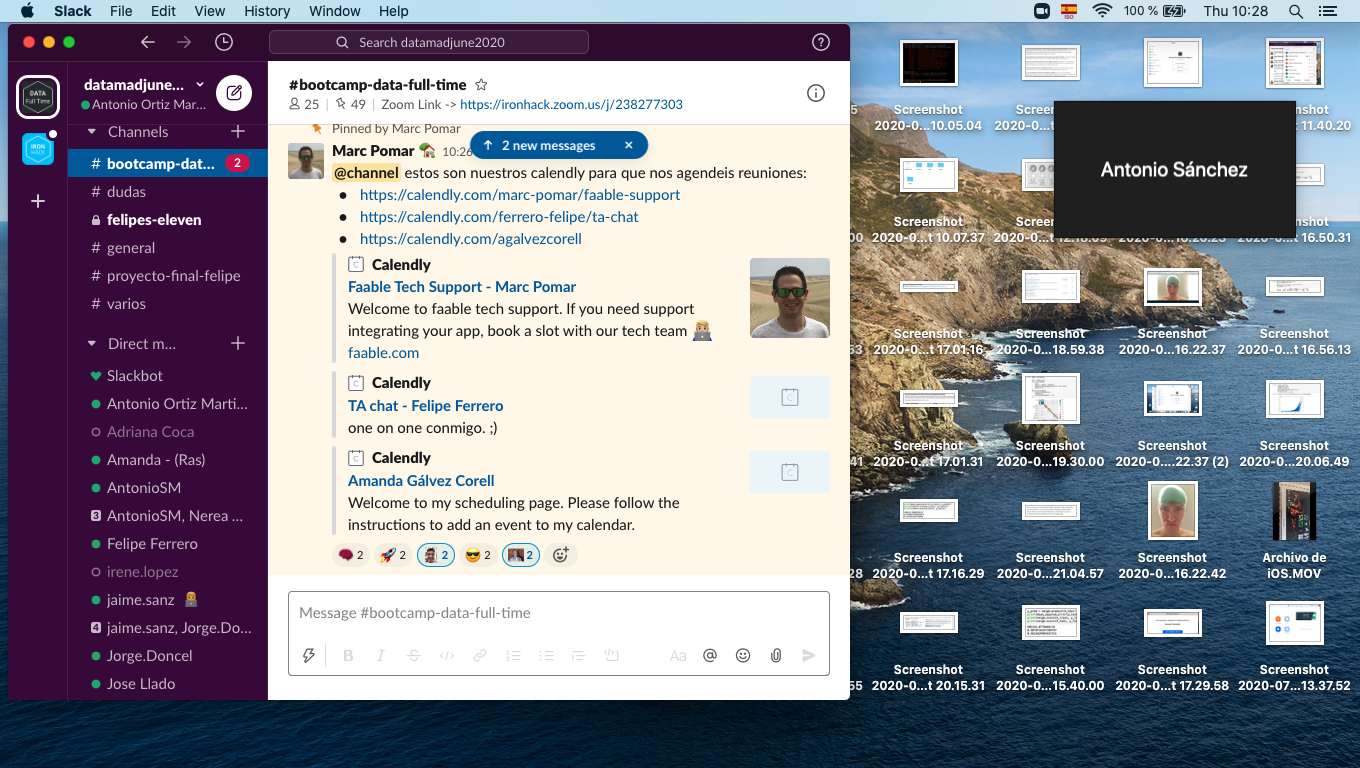 Slack File Edit View History Window Help 100 % Thu 10:28
ISO
Search datamadjune2020
DATA
Full Time
IRON
HACK
datamadjune...
Antonio Ortiz Mar...
Channels
# bootcamp-dat... 2
# dudas
felipes-eleven
# general
# proyecto-final-felipe
# varios
Direct m...
Slackbot
Antonio Ortiz Marti...
Adriana Coca
Amanda - (Ras)
AntonioSM
3 AntonioSM, Nerea ...
Felipe Ferrero
irene.lopez
jaime.sanz
jaime.sanz, Jorge.Do...
Jorge.Doncel
Jose Llado
#bootcamp-data-full-time
25 | 49 | Zoom Link -> https://ironhack.zoom.us/j/238277303
Pinned by Marc Pomar
2 new messages
Marc Pomar 10:26
@channel estos son nuestros calendly para que nos agendeis reuniones:
• https://calendly.com/marc-pomar/faable-support
• https://calendly.com/ferrero-felipe/ta-chat
• https://calendly.com/agalvezcorell
Calendly
Faable Tech Support - Marc Pomar
Welcome to faable tech support. If you need support
integrating your app, book a slot with our tech team
faable.com
Calendly
TA chat - Felipe Ferrero
one on one conmigo. ;)
Calendly
Amanda Gálvez Corell
Welcome to my scheduling page. Please follow the
instructions to add an event to my calendar.
2 2 2 2 2
Message #bootcamp-data-full-time
B I S Aa @
Antonio Sánchez
Screenshot
2020-0...10.05.04
11.40.20
Screenshot
2020-0...t 10.07.37
Screenshot
2020-0...t 16.50.31
Screenshot
2020-0...t 17.01.16
Screenshot
2020-0...18.59.38
Screenshot
2020-0...16.22.37
Screenshot
2020-0...t 16.56.13
Screenshot
2020-0...t 17.01.31
Screenshot
2020-0...19.30.00
Screenshot
2020-0....22.37 (2)
Screenshot
2020-0...20.06.49
Screenshot
2020-0...t 17.16.29
Screenshot
2020-0...21.04.57
Screenshot
2020-0...16.22.42
Archivo de
iOS.MOV
Screenshot
2020-0...t 20.15.31
Screenshot
2020-0...15.40.00
Screenshot
2020-0...t 17.29.58
Screenshot
2020-07...13.37.52